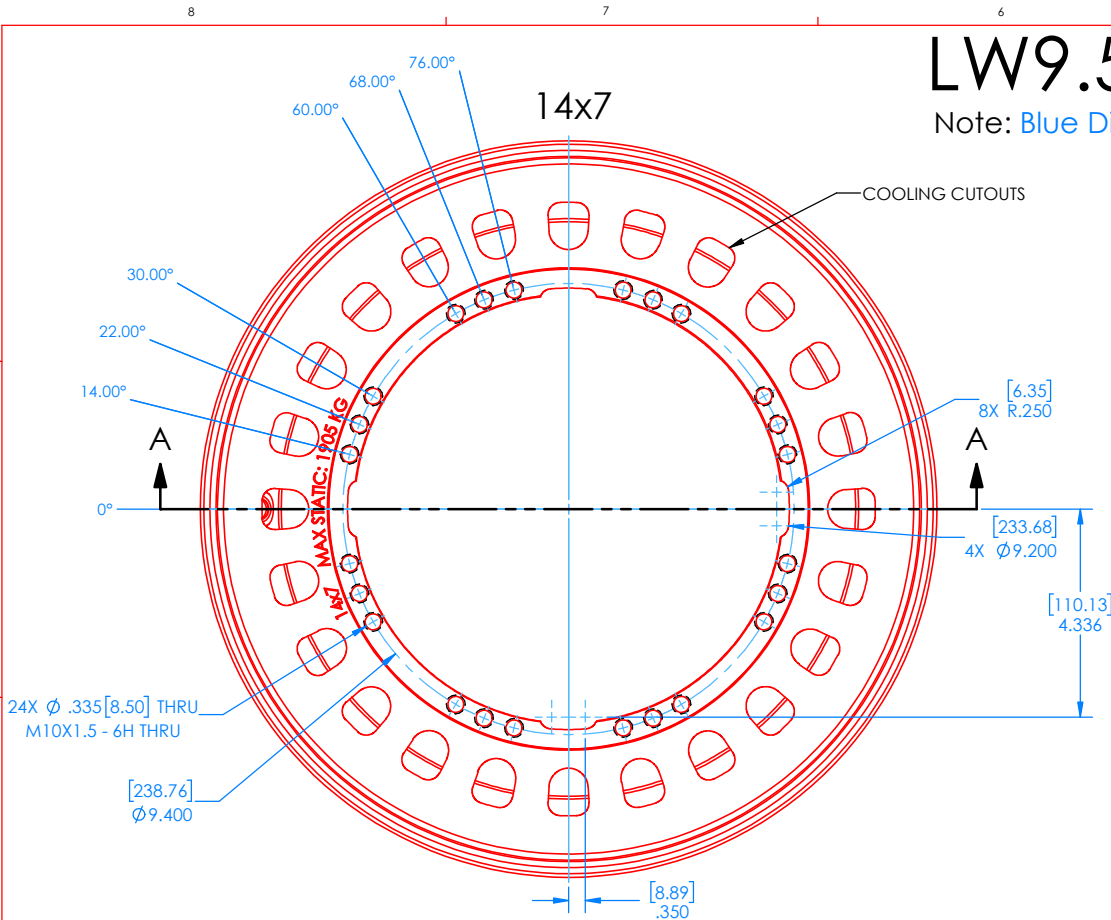 8
7
6
LW9.5
Note: Blue Di
14x7
76.00°
68.00°
60.00°
COOLING CUTOUTS
30.00°
22.00°
14.00°
[6.35]
8X R.250
A
A
0°
MAX STATIC: 1905 KG
14x7
[233.68]
4X Ø9.200
[110.13]
4.336
24X Ø .335[8.50] THRU
M10X1.5 - 6H THRU
[238.76]
Ø9.400
[8.89]
.350